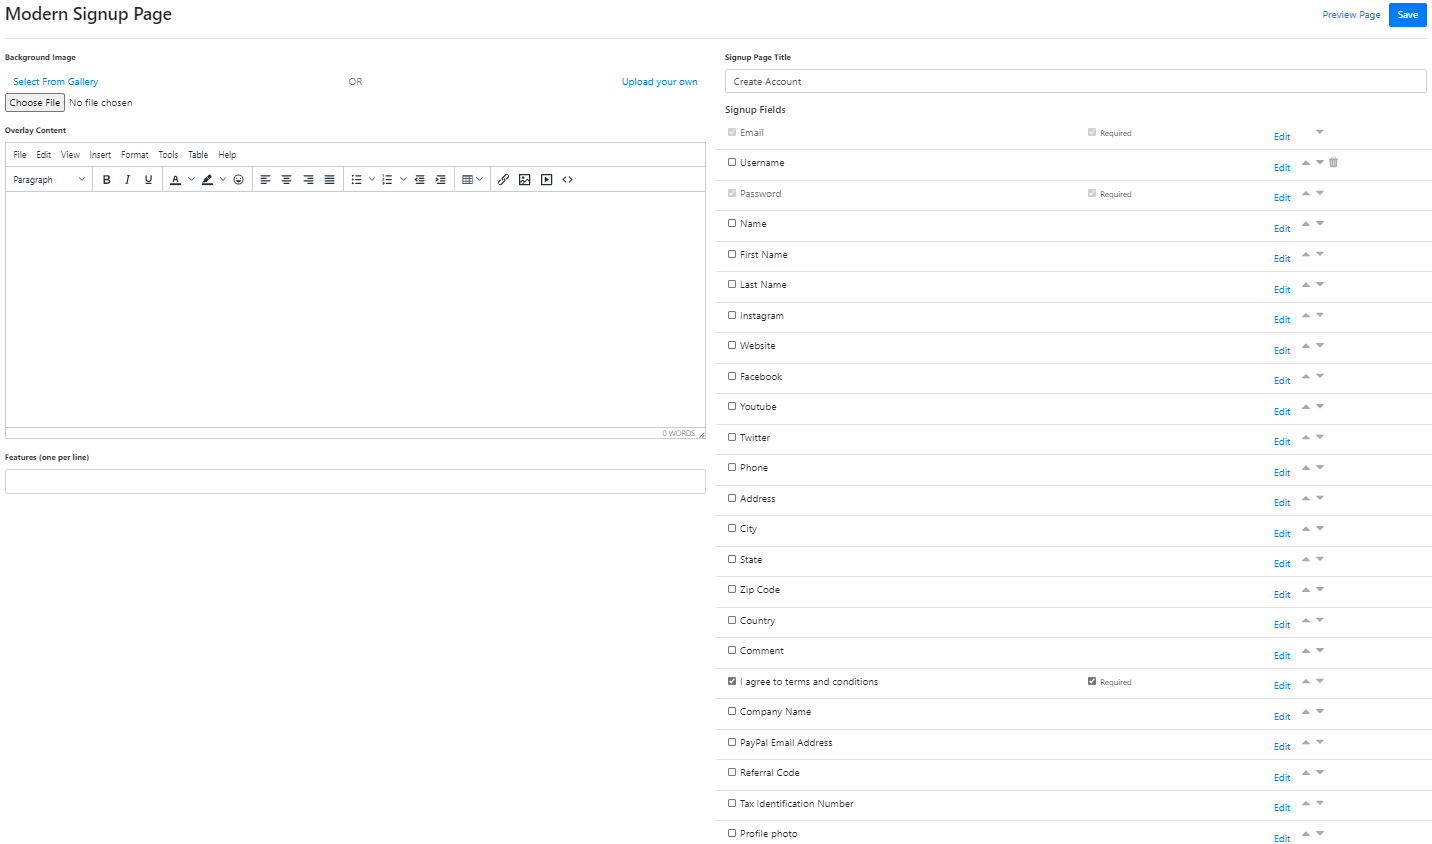 Modern Signup Page
Preview Page Save
Background Image
Select From Gallery OR Upload your own
Choose File No file chosen
Overlay Content
File Edit View Insert Format Tools Table Help
Paragraph B I U A
0 WORDS
Features (one per line)
Signup Page Title
Create Account
Signup Fields
Email Required Edit
Username Edit
Password Required Edit
Name Edit
First Name Edit
Last Name Edit
Instagram Edit
Website Edit
Facebook Edit
Youtube Edit
Twitter Edit
Phone Edit
Address Edit
City Edit
State Edit
Zip Code Edit
Country Edit
Comment Edit
I agree to terms and conditions Required Edit
Company Name Edit
PayPal Email Address Edit
Referral Code Edit
Tax Identification Number Edit
Profile photo Edit